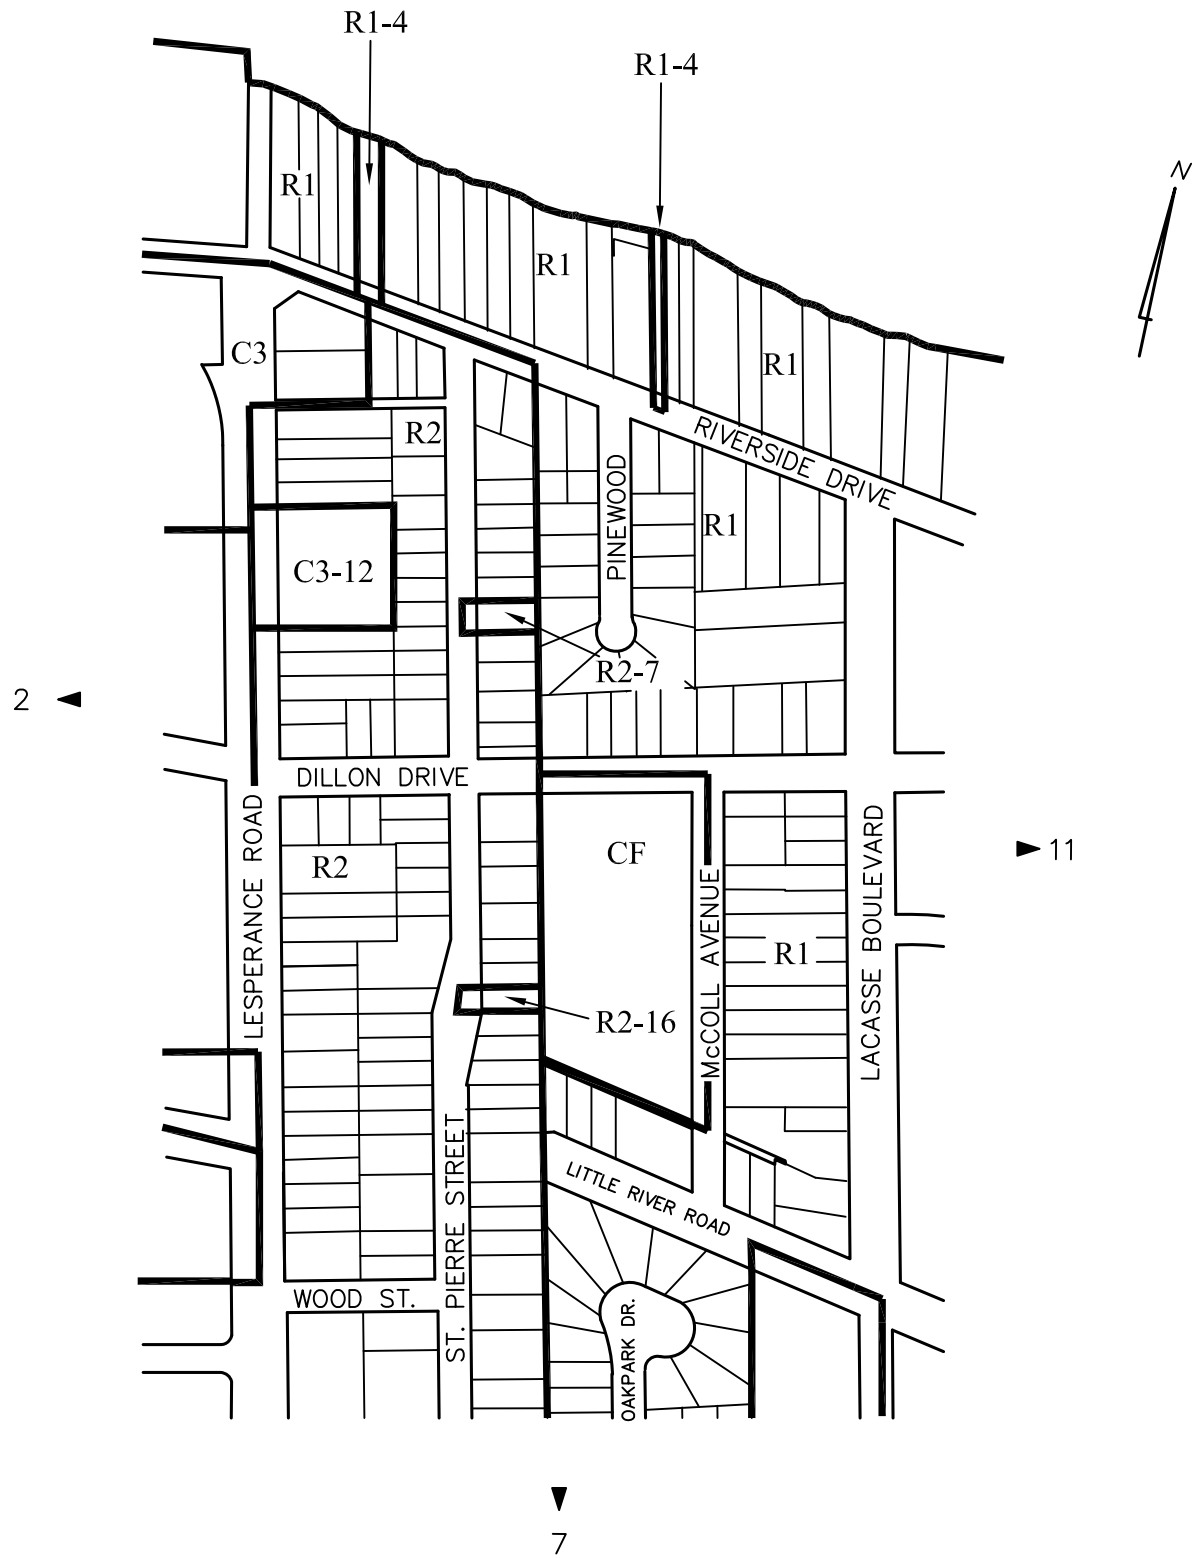 R1-4
R1-4
N
R1
R1
C3
R1
R2
RIVERSIDE DRIVE
PINEWOOD
R1
C3-12
R2-7
2
DILLON DRIVE
LESPERANCE ROAD
R2
CF
McCOLL AVENUE
LACASSE BOULEVARD
11
R1
R2-16
ST. PIERRE STREET
LITTLE RIVER ROAD
WOOD ST.
OAKPARK DR.
7